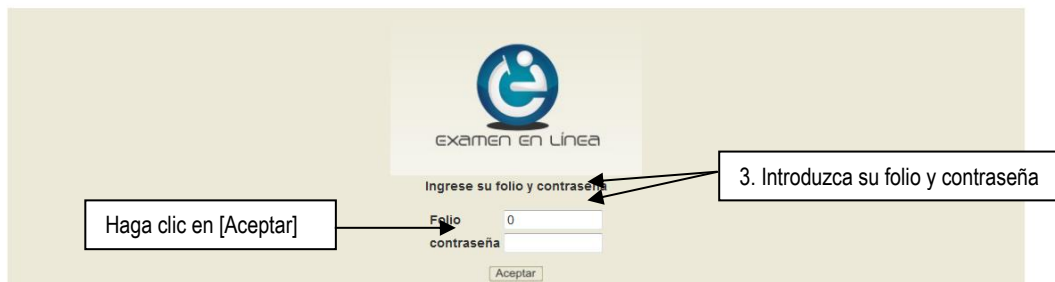 examen en Línea
Ingrese su folio y contraseña
3. Introduzca su folio y contraseña
Haga clic en [Aceptar]
Folio 0
contraseña
Aceptar